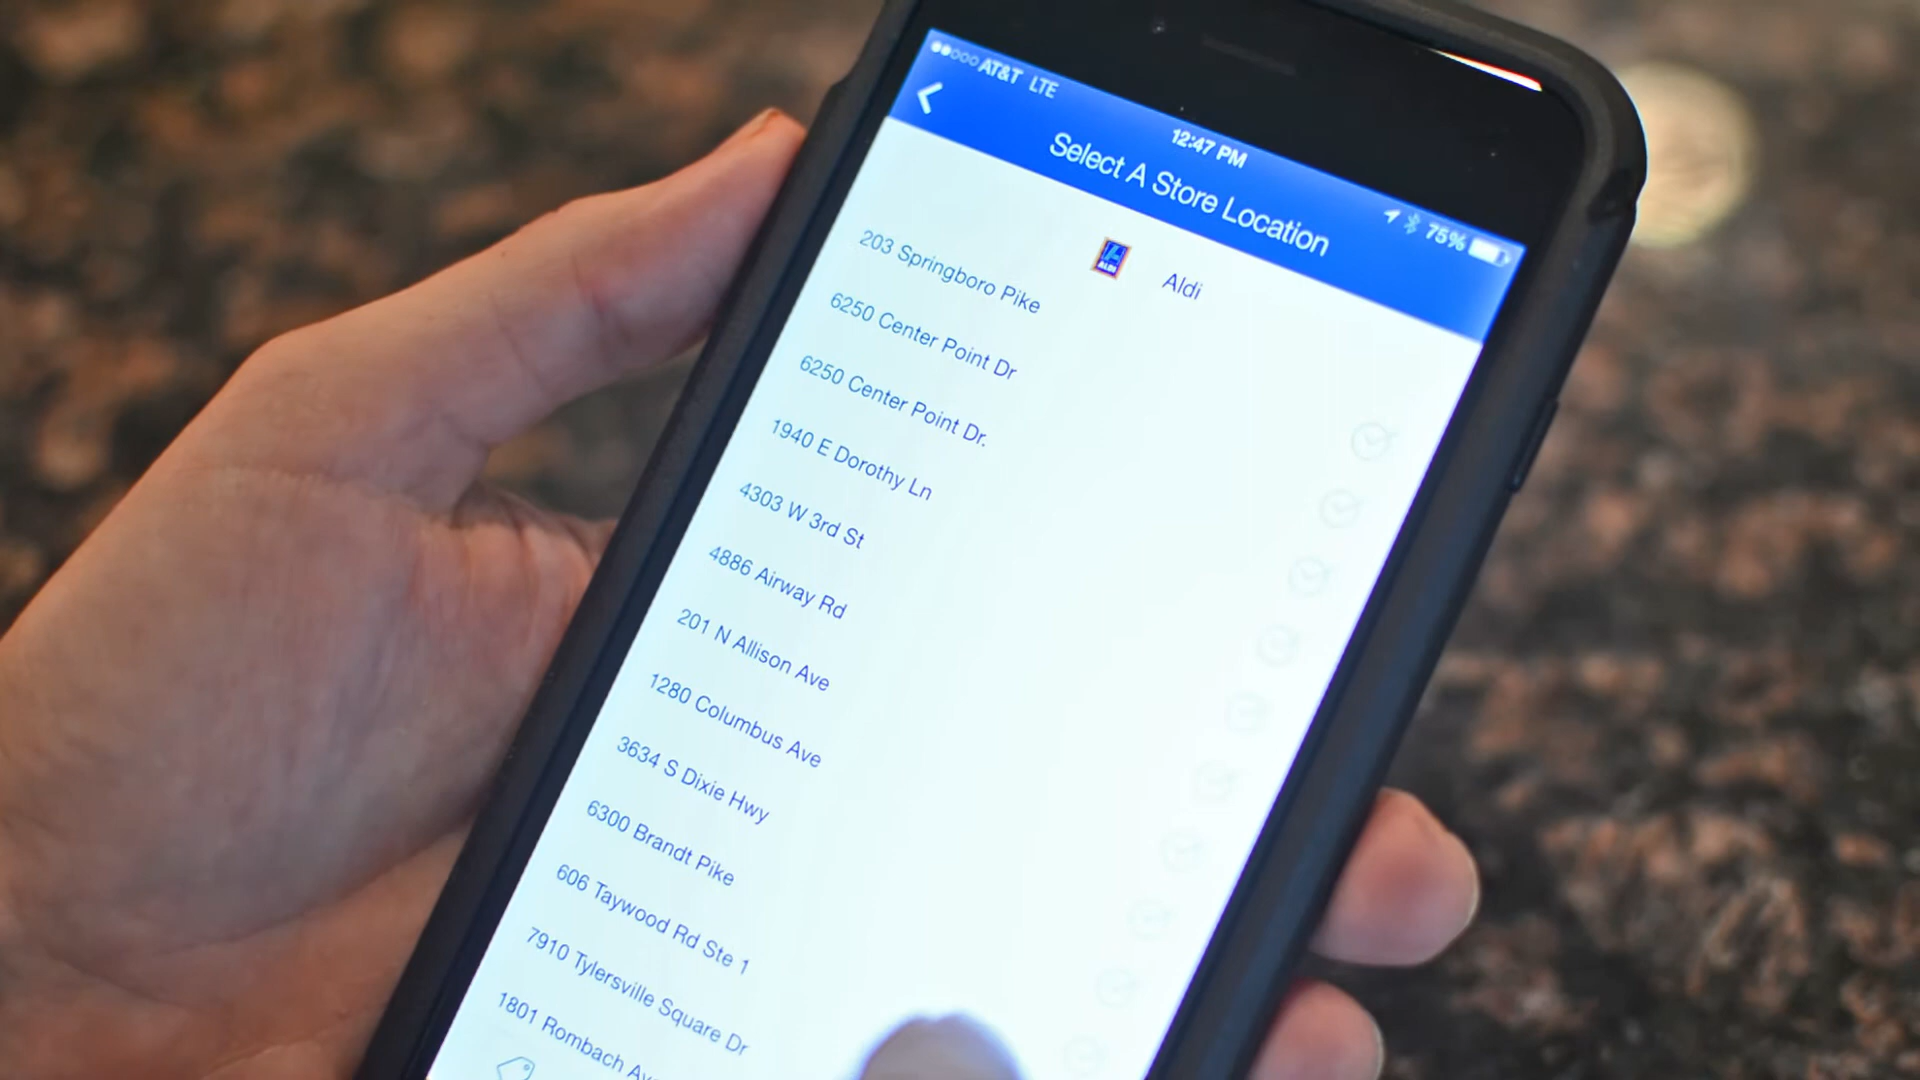 AT&T LTE
12:47 PM
75%
Select A Store Location
ALDI
Aldi
203 Springboro Pike
6250 Center Point Dr
6250 Center Point Dr.
1940 E Dorothy Ln
4303 W 3rd St
4886 Airway Rd
201 N Allison Ave
1280 Columbus Ave
3634 S Dixie Hwy
6300 Brandt Pike
606 Taywood Rd Ste 1
7910 Tylersville Square Dr
1801 Rombach